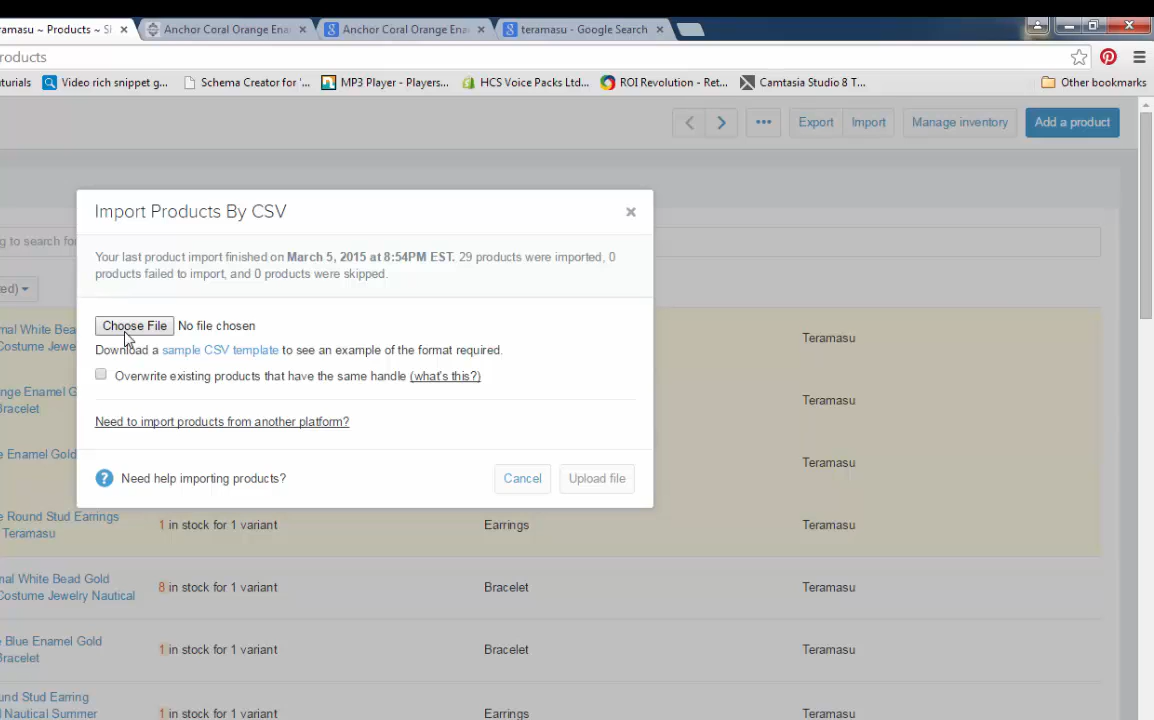 ramasu ~ Products ~ S
Anchor Coral Orange Ena
Anchor Coral Orange Ena
teramasu - Google Search
roducts
turials
Video rich snippet g...
Schema Creator for '...
MP3 Player - Players...
HCS Voice Packs Ltd...
ROI Revolution - Ret...
Camtasia Studio 8 T...
Other bookmarks
Export
Import
Manage inventory
Add a product
Import Products By CSV
g to search for
Your last product import finished on March 5, 2015 at 8:54PM EST. 29 products were imported, 0
products failed to import, and 0 products were skipped.
ted)
Choose File No file chosen
Download a sample CSV template to see an example of the format required.
Overwrite existing products that have the same handle (what's this?)
Need to import products from another platform?
? Need help importing products?
Cancel
Upload file
mal White Bea
Costume Jewe
Teramasu
nge Enamel G
Bracelet
Teramasu
e Enamel Gold
Teramasu
e Round Stud Earrings
Teramasu
1 in stock for 1 variant
Earrings
Teramasu
mal White Bead Gold
Costume Jewelry Nautical
8 in stock for 1 variant
Bracelet
Teramasu
e Blue Enamel Gold
Bracelet
1 in stock for 1 variant
Bracelet
Teramasu
und Stud Earring
d Nautical Summer
1 in stock for 1 variant
Earrings
Teramasu